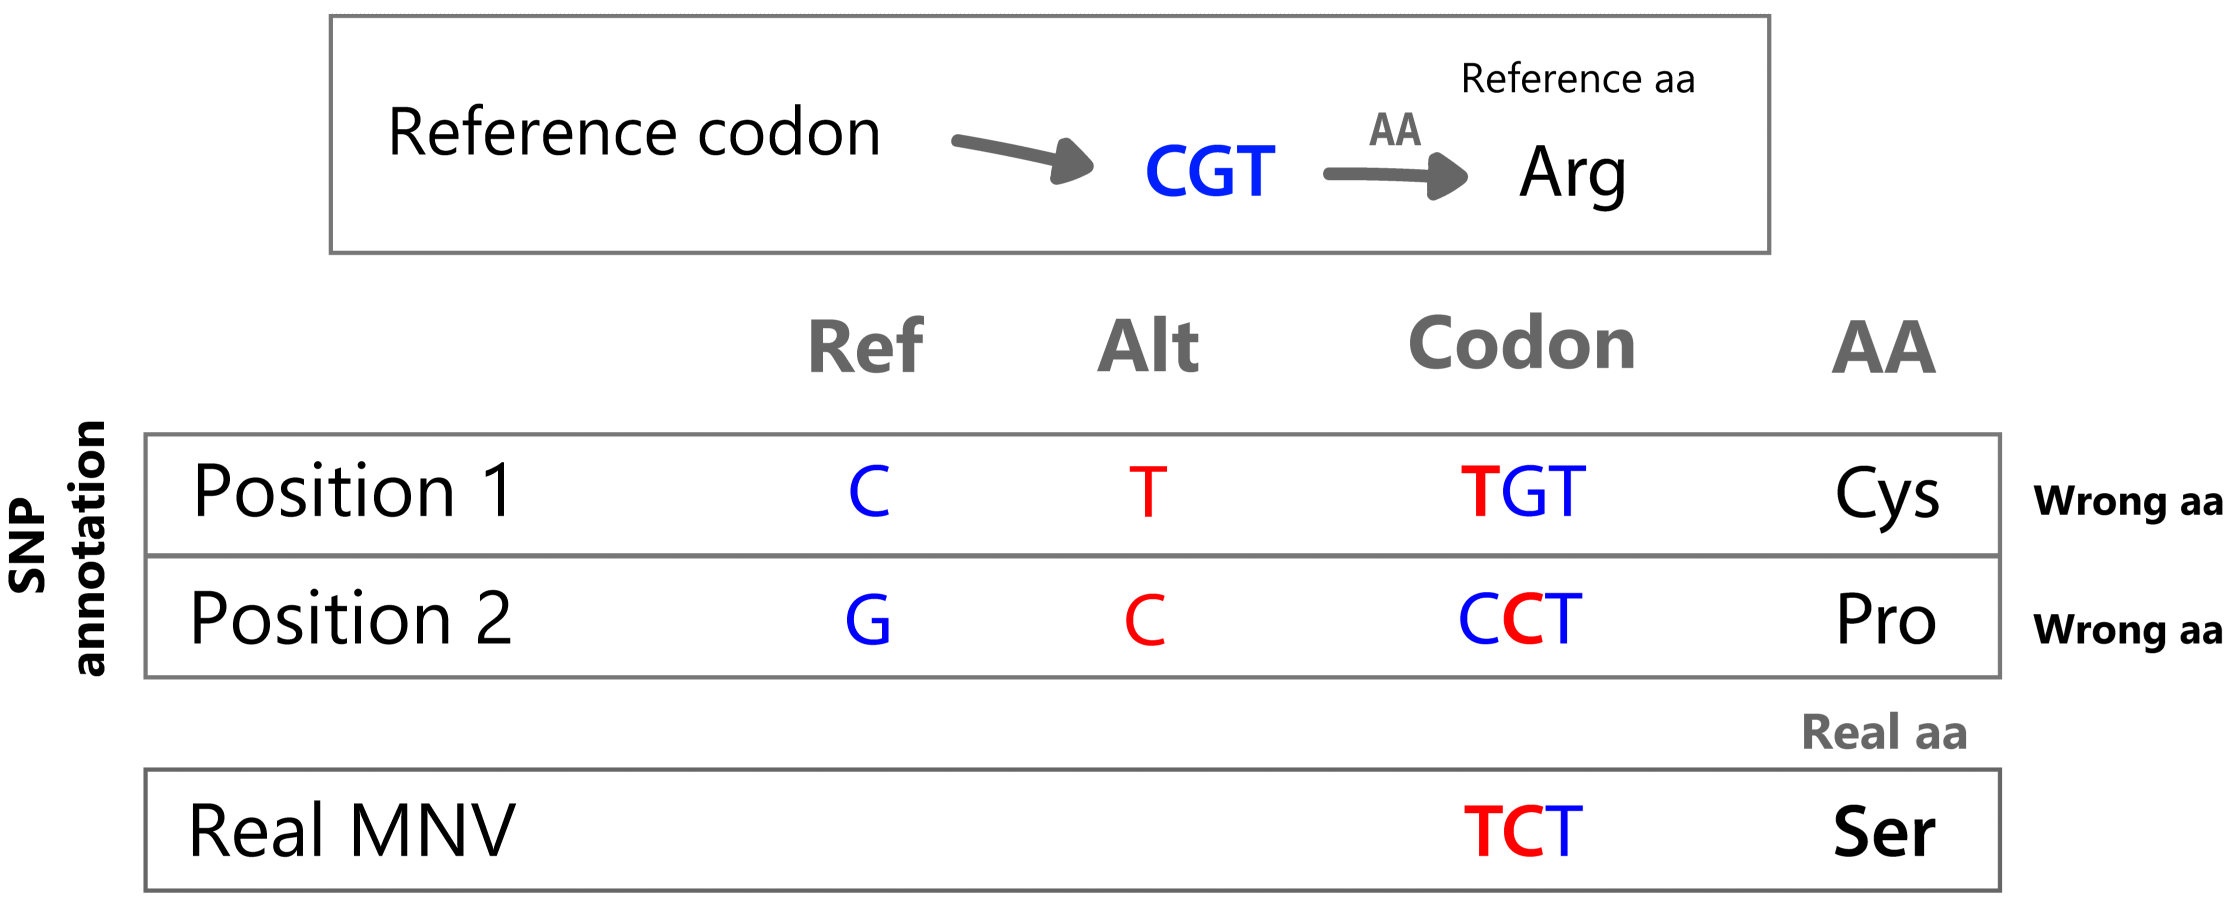 Reference aa
Reference codon
AA
CGT
Arg
Ref Alt Codon AA
SNP
annotation
Position 1 C T TGT Cys Wrong aa
Position 2 G C CCT Pro Wrong aa
Real aa
Real MNV TCT Ser